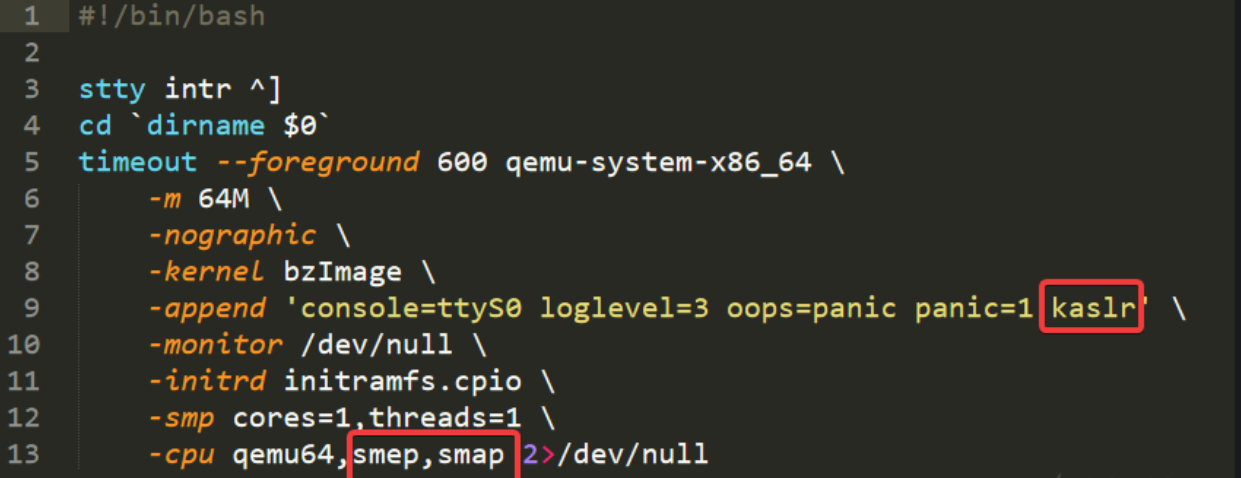 1 #!/bin/bash
2
3 stty intr ^]
4 cd `dirname $0`
5 timeout --foreground 600 qemu-system-x86_64 \
6 -m 64M \
7 -nographic \
8 -kernel bzImage \
9 -append 'console=ttyS0 loglevel=3 oops=panic panic=1 kaslr' \
10 -monitor /dev/null \
11 -initrd initramfs.cpio \
12 -smp cores=1,threads=1 \
13 -cpu qemu64,smep,smap 2>/dev/null